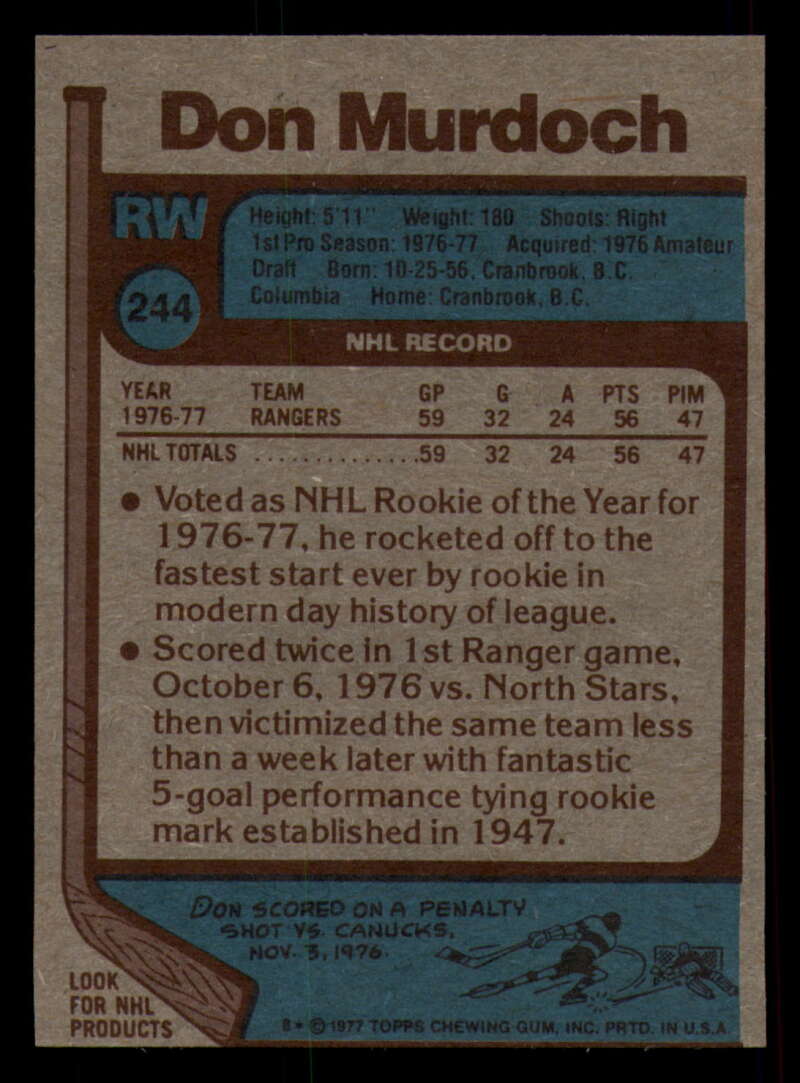 Don Murdoch
RW
Height: 5'11" Weight: 180 Shoots: Right
1st Pro Season: 1976-77 Acquired: 1976 Amateur
Draft Born: 10-25-56, Cranbrook, B.C.
Columbia Home: Cranbrook, B.C.
244
NHL RECORD
YEAR TEAM GP G A PTS PIM
1976-77 RANGERS 59 32 24 56 47
NHL TOTALS ...............59 32 24 56 47
● Voted as NHL Rookie of the Year for
1976-77, he rocketed off to the
fastest start ever by rookie in
modern day history of league.
● Scored twice in 1st Ranger game,
October 6, 1976 vs. North Stars,
then victimized the same team less
than a week later with fantastic
5-goal performance tying rookie
mark established in 1947.
DON SCORED ON A PENALTY
SHOT VS. CANUCKS,
NOV. 3, 1976.
LOOK
FOR NHL
PRODUCTS
8* © 1977 TOPPS CHEWING GUM, INC. PRTD. IN U.S.A.